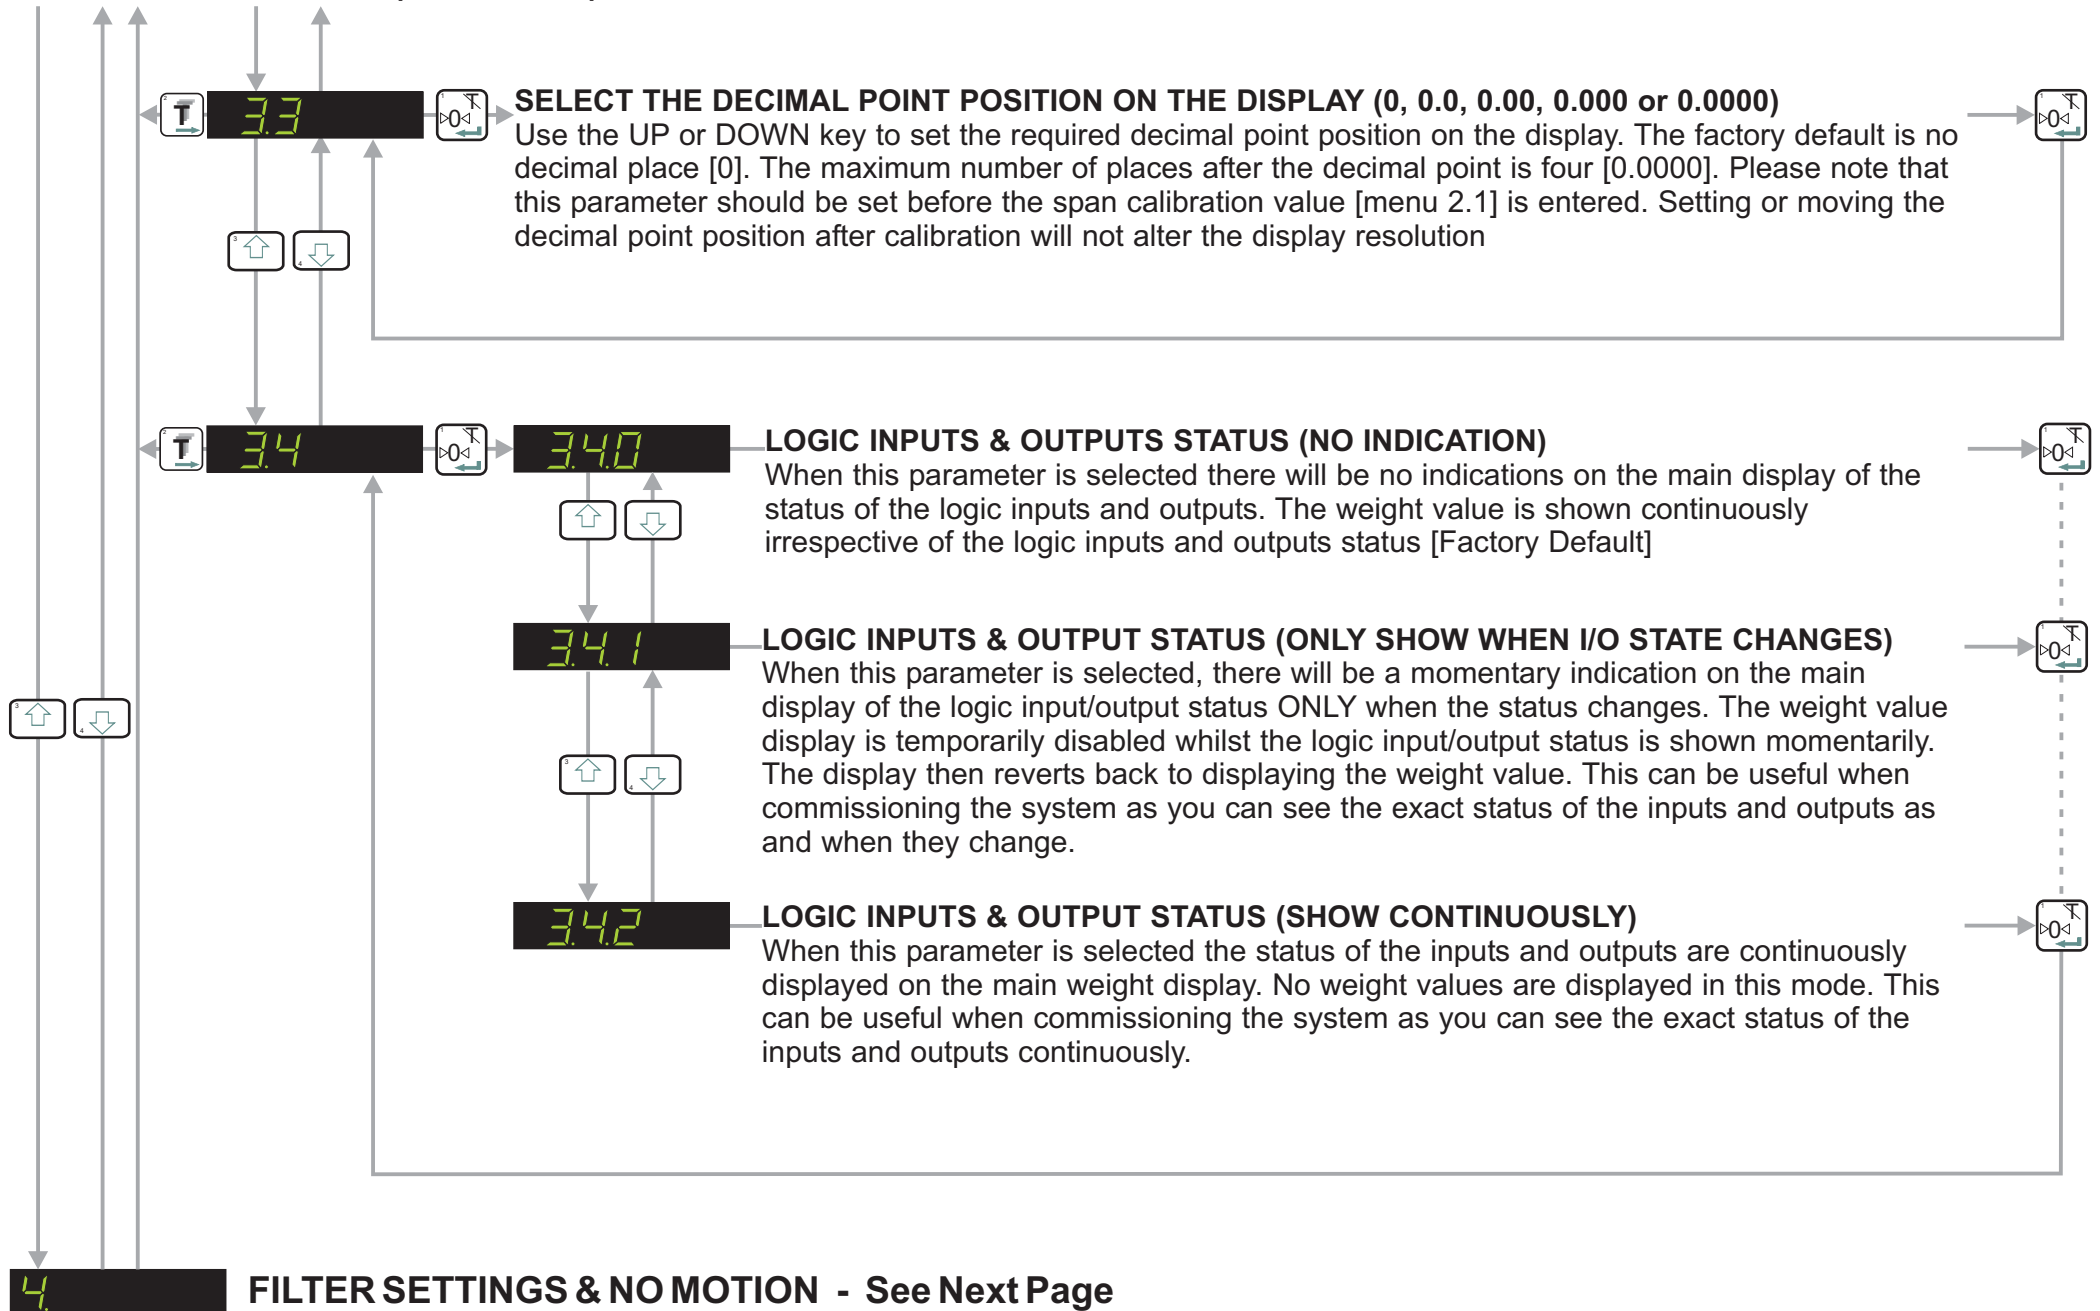 3.3
SELECT THE DECIMAL POINT POSITION ON THE DISPLAY (0, 0.0, 0.00, 0.000 or 0.0000)
Use the UP or DOWN key to set the required decimal point position on the display. The factory default is no
decimal place [0]. The maximum number of places after the decimal point is four [0.0000]. Please note that
this parameter should be set before the span calibration value [menu 2.1] is entered. Setting or moving the
decimal point position after calibration will not alter the display resolution
3.4
3.4.0
LOGIC INPUTS & OUTPUTS STATUS (NO INDICATION)
When this parameter is selected there will be no indications on the main display of the
status of the logic inputs and outputs. The weight value is shown continuously
irrespective of the logic inputs and outputs status [Factory Default]
3.4.1
LOGIC INPUTS & OUTPUT STATUS (ONLY SHOW WHEN I/O STATE CHANGES)
When this parameter is selected, there will be a momentary indication on the main
display of the logic input/output status ONLY when the status changes. The weight value
display is temporarily disabled whilst the logic input/output status is shown momentarily.
The display then reverts back to displaying the weight value. This can be useful when
commissioning the system as you can see the exact status of the inputs and outputs as
and when they change.
3.4.2
LOGIC INPUTS & OUTPUT STATUS (SHOW CONTINUOUSLY)
When this parameter is selected the status of the inputs and outputs are continuously
displayed on the main weight display. No weight values are displayed in this mode. This
can be useful when commissioning the system as you can see the exact status of the
inputs and outputs continuously.
4.
FILTER SETTINGS & NO MOTION - See Next Page